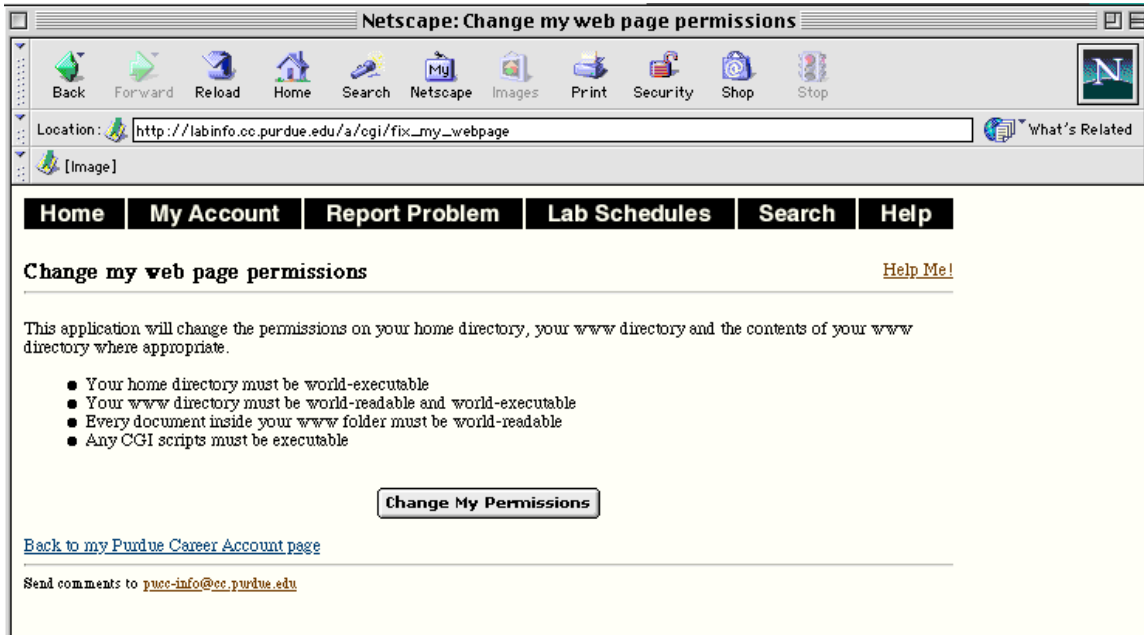 Netscape: Change my web page permissions
Back Forward Reload Home Search Netscape Images Print Security Shop Stop
My
N
Location: http://labinfo.cc.purdue.edu/a/cgi/fix_my_webpage What's Related
[Image]
Home My Account Report Problem Lab Schedules Search Help
Change my web page permissions Help Me!
This application will change the permissions on your home directory, your www directory and the contents of your www
directory where appropriate.
● Your home directory must be world-executable
● Your www directory must be world-readable and world-executable
● Every document inside your www folder must be world-readable
● Any CGI scripts must be executable
Change My Permissions
Back to my Purdue Career Account page
Send comments to pucc-info@cc.purdue.edu